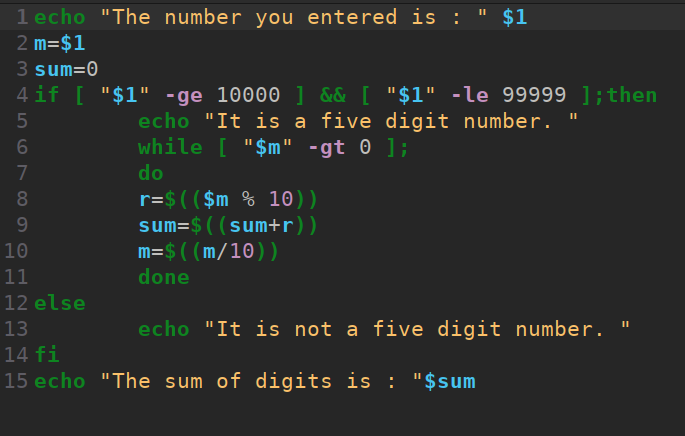 1 echo "The number you entered is : " $1
2 m=$1
3 sum=0
4 if [ "$1" -ge 10000 ] && [ "$1" -le 99999 ];then
5         echo "It is a five digit number. "
6         while [ "$m" -gt 0 ];
7         do
8         r=$(($m % 10))
9         sum=$((sum+r))
10         m=$((m/10))
11         done
12 else
13         echo "It is not a five digit number. "
14 fi
15 echo "The sum of digits is : "$sum